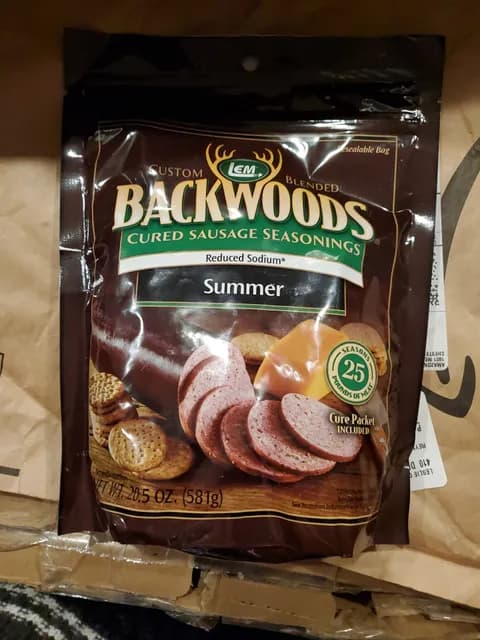 Resealable Bag
LEM
CUSTOM BLENDED
BACKWOODS
CURED SAUSAGE SEASONINGS
Reduced Sodium*
Summer
SEASONS
25
POUNDS OF MEAT
Cure Packet
INCLUDED
NET WT. 20.5 OZ. (581g)